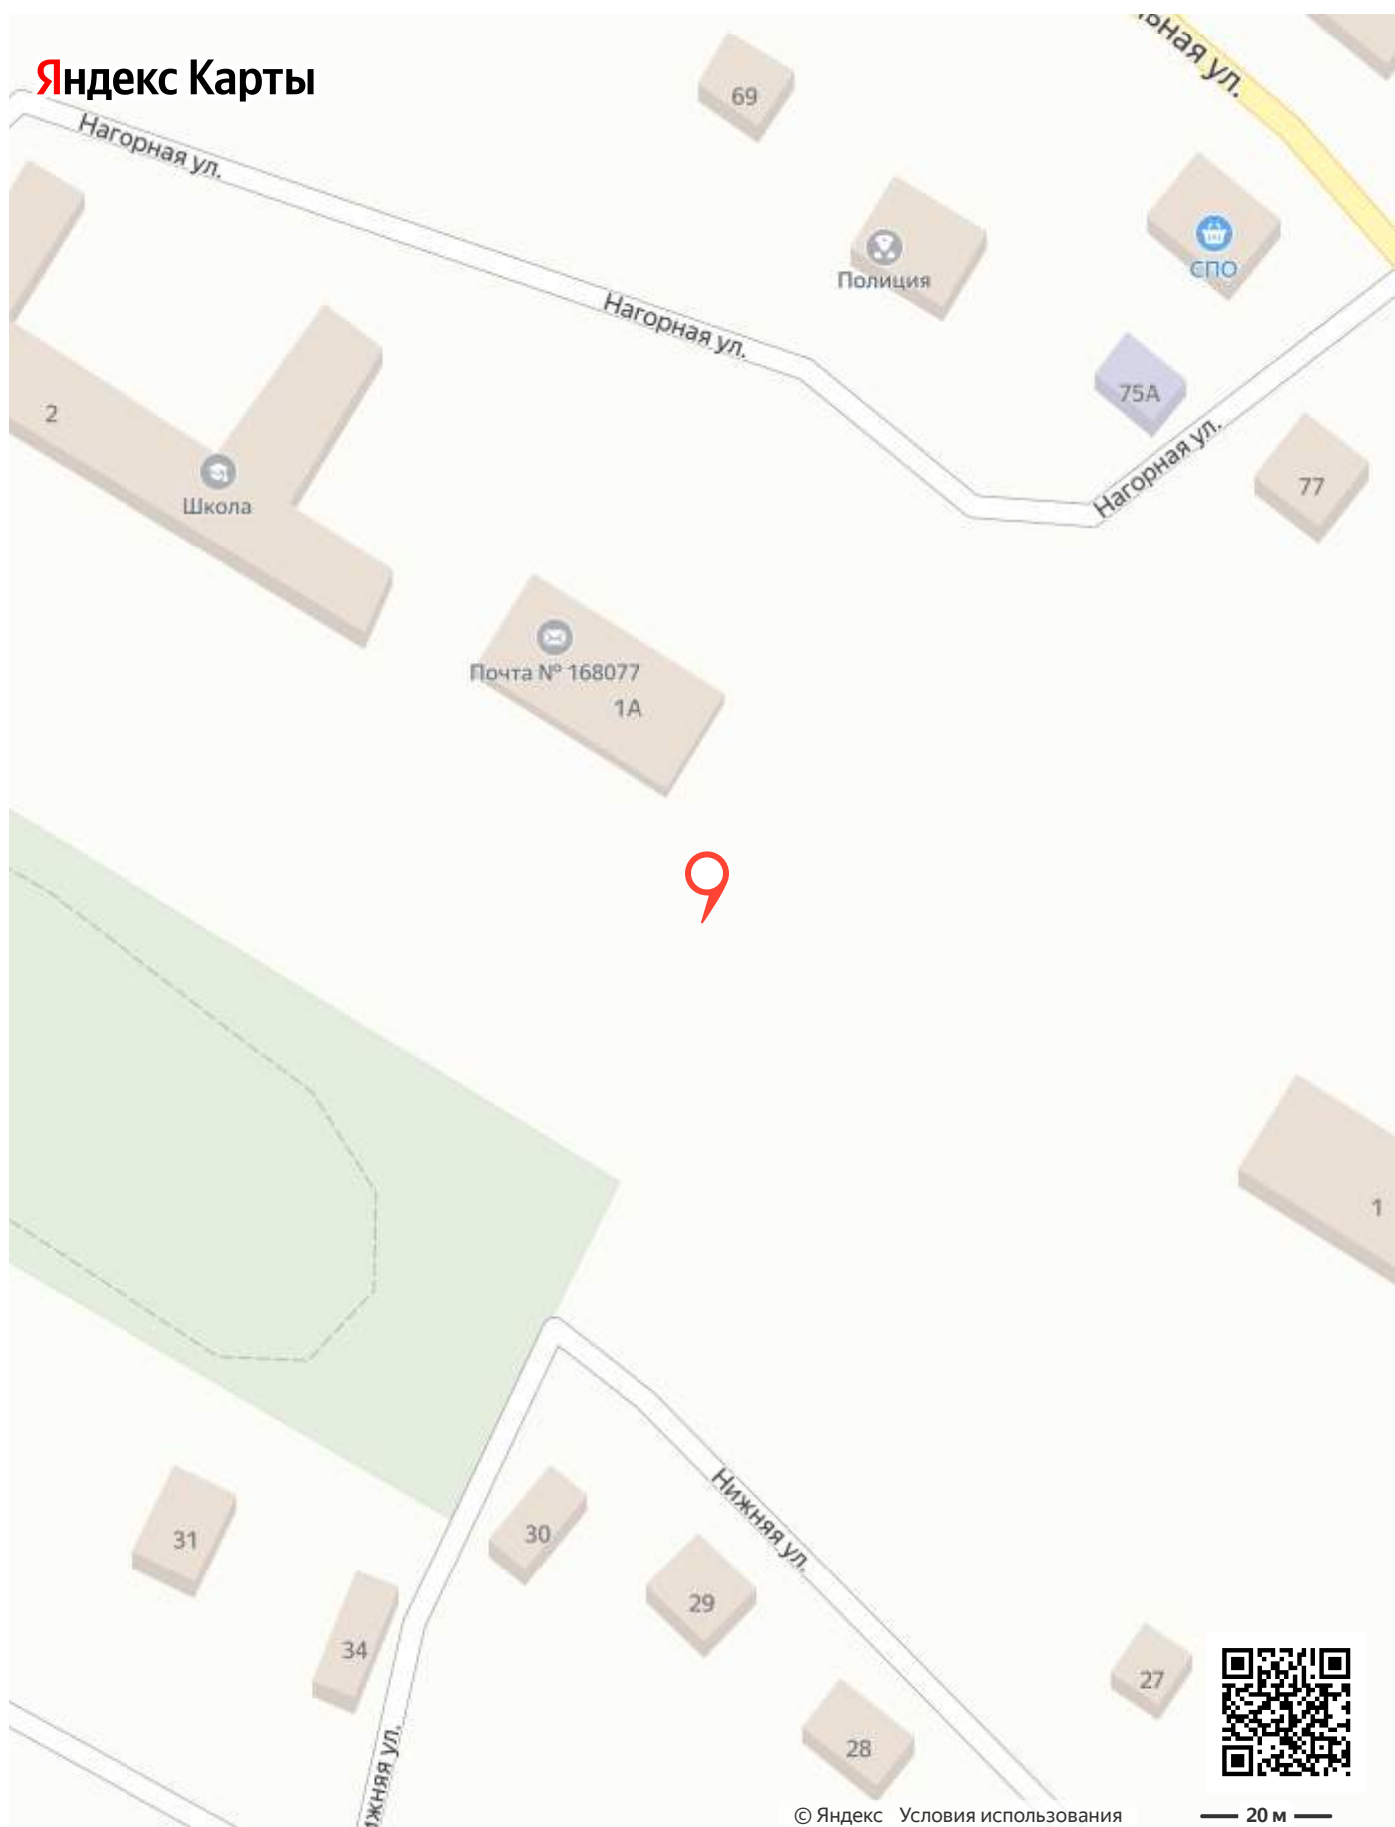 ьная ул.
Яндекс Карты
69
Нагорная ул.
СПО
Полиция
Нагорная ул.
75А
2
Нагорная ул.
77
Школа
Почта № 168077
1А
1
Нижняя ул.
31
30
29
34
27
28
ижняя ул.
© Яндекс Условия использования
20 м